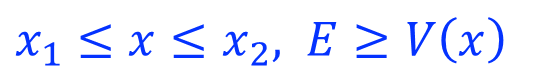 x₁ ≤ x ≤ x₂, E ≥ V(x)